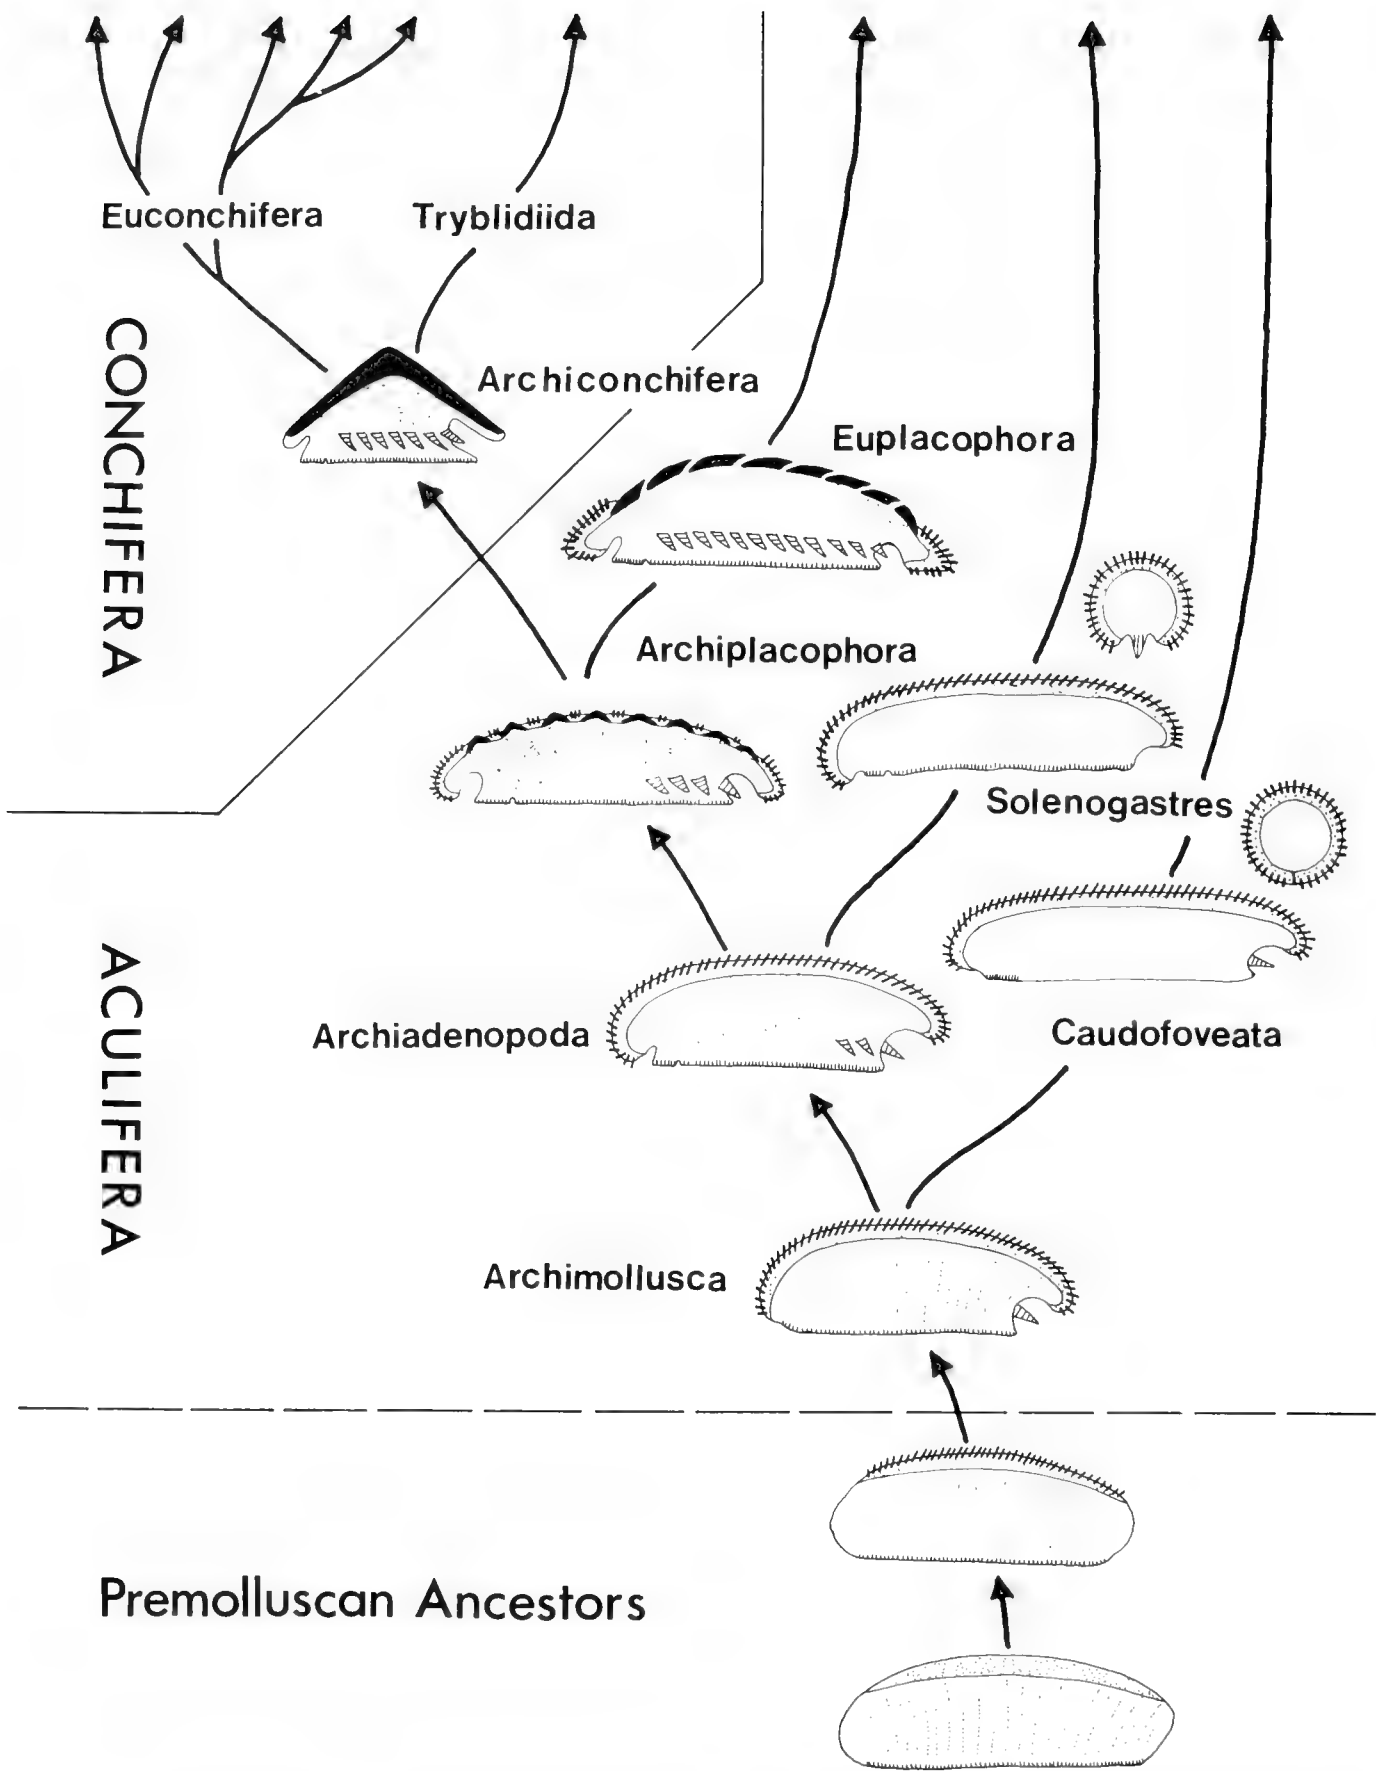 Euconchifera
Tryblidiida
CONCHIFERA
Archiconchifera
Euplacophora
Archiplacophora
Solenogastres
ACULIFERA
Archiadenopoda
Caudofoveata
Archimollusca
Premolluscan Ancestors